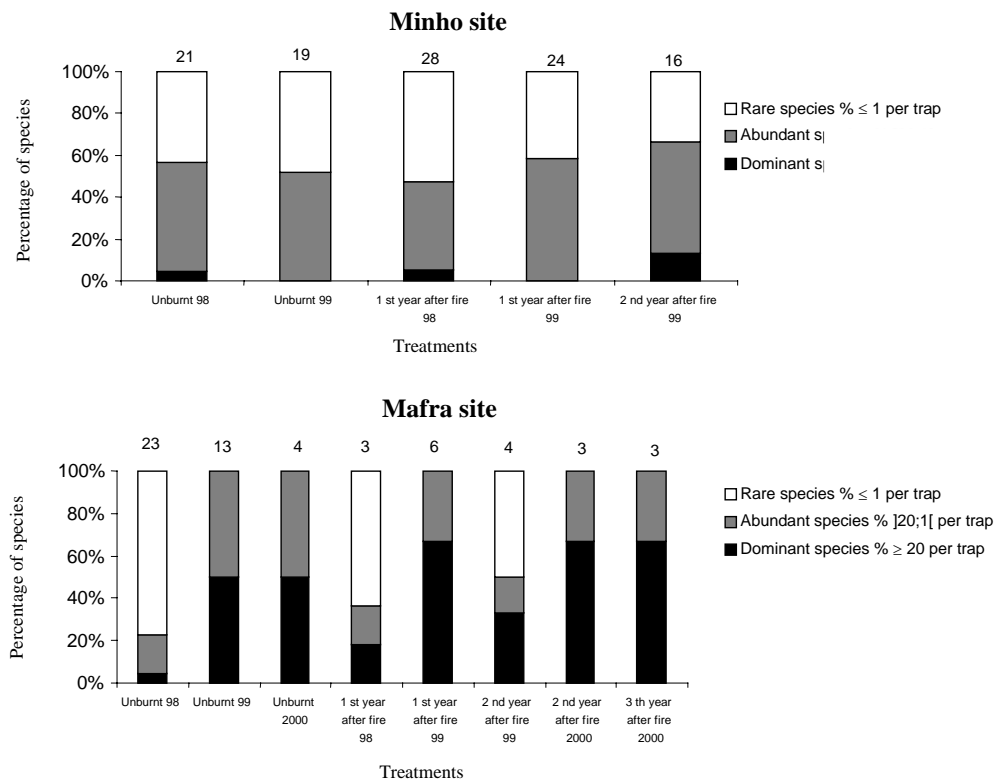 Minho site
21 19 28 24 16
100%
80%
60%
40%
20%
0%
Percentage of species
Unburnt 98
Unburnt 99
1 st year after fire
98
1 st year after fire
99
2 nd year after fire
99
Treatments
Rare species % ≤ 1 per trap
Abundant
Dominant
Mafra site
23 13 4 3 6 4 3 3
100%
80%
60%
40%
20%
0%
Percentage of species
Unburnt 98
Unburnt 99
Unburnt
2000
1 st year
after fire
98
1 st year
after fire
99
2 nd year
after fire
99
2 nd year
after fire
2000
3 th year
after fire
2000
Treatments
Rare species % ≤ 1 per trap
Abundant species % ]20;1[ per trap
Dominant species % ≥ 20 per trap